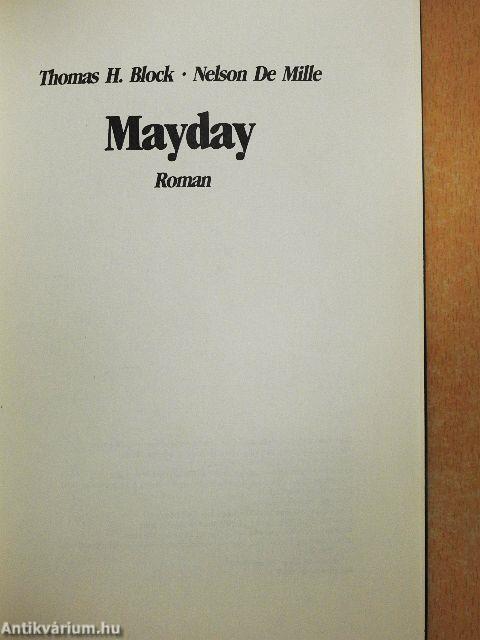 Thomas H. Block · Nelson De Mille
Mayday
Roman
Antikvárium.hu